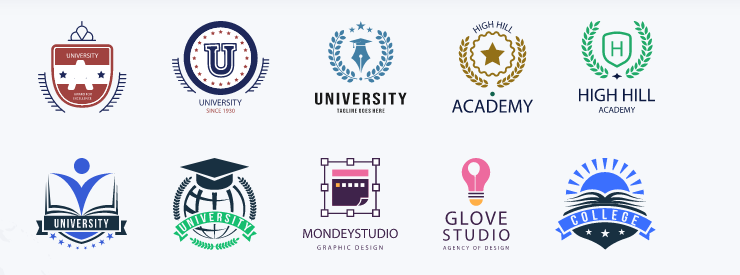 UNIVERSITY
A
U
UNIVERSITY
SINCE 1930
UNIVERSITY
TAGLINE GOES HERE
HIGH HILL
ACADEMY
H
HIGH HILL
ACADEMY
UNIVERSITY
UNIVERSITY
MONDEYSTUDIO
GRAPHIC DESIGN
GLOVE
STUDIO
AGENCY OF DESIGN
COLLEGE